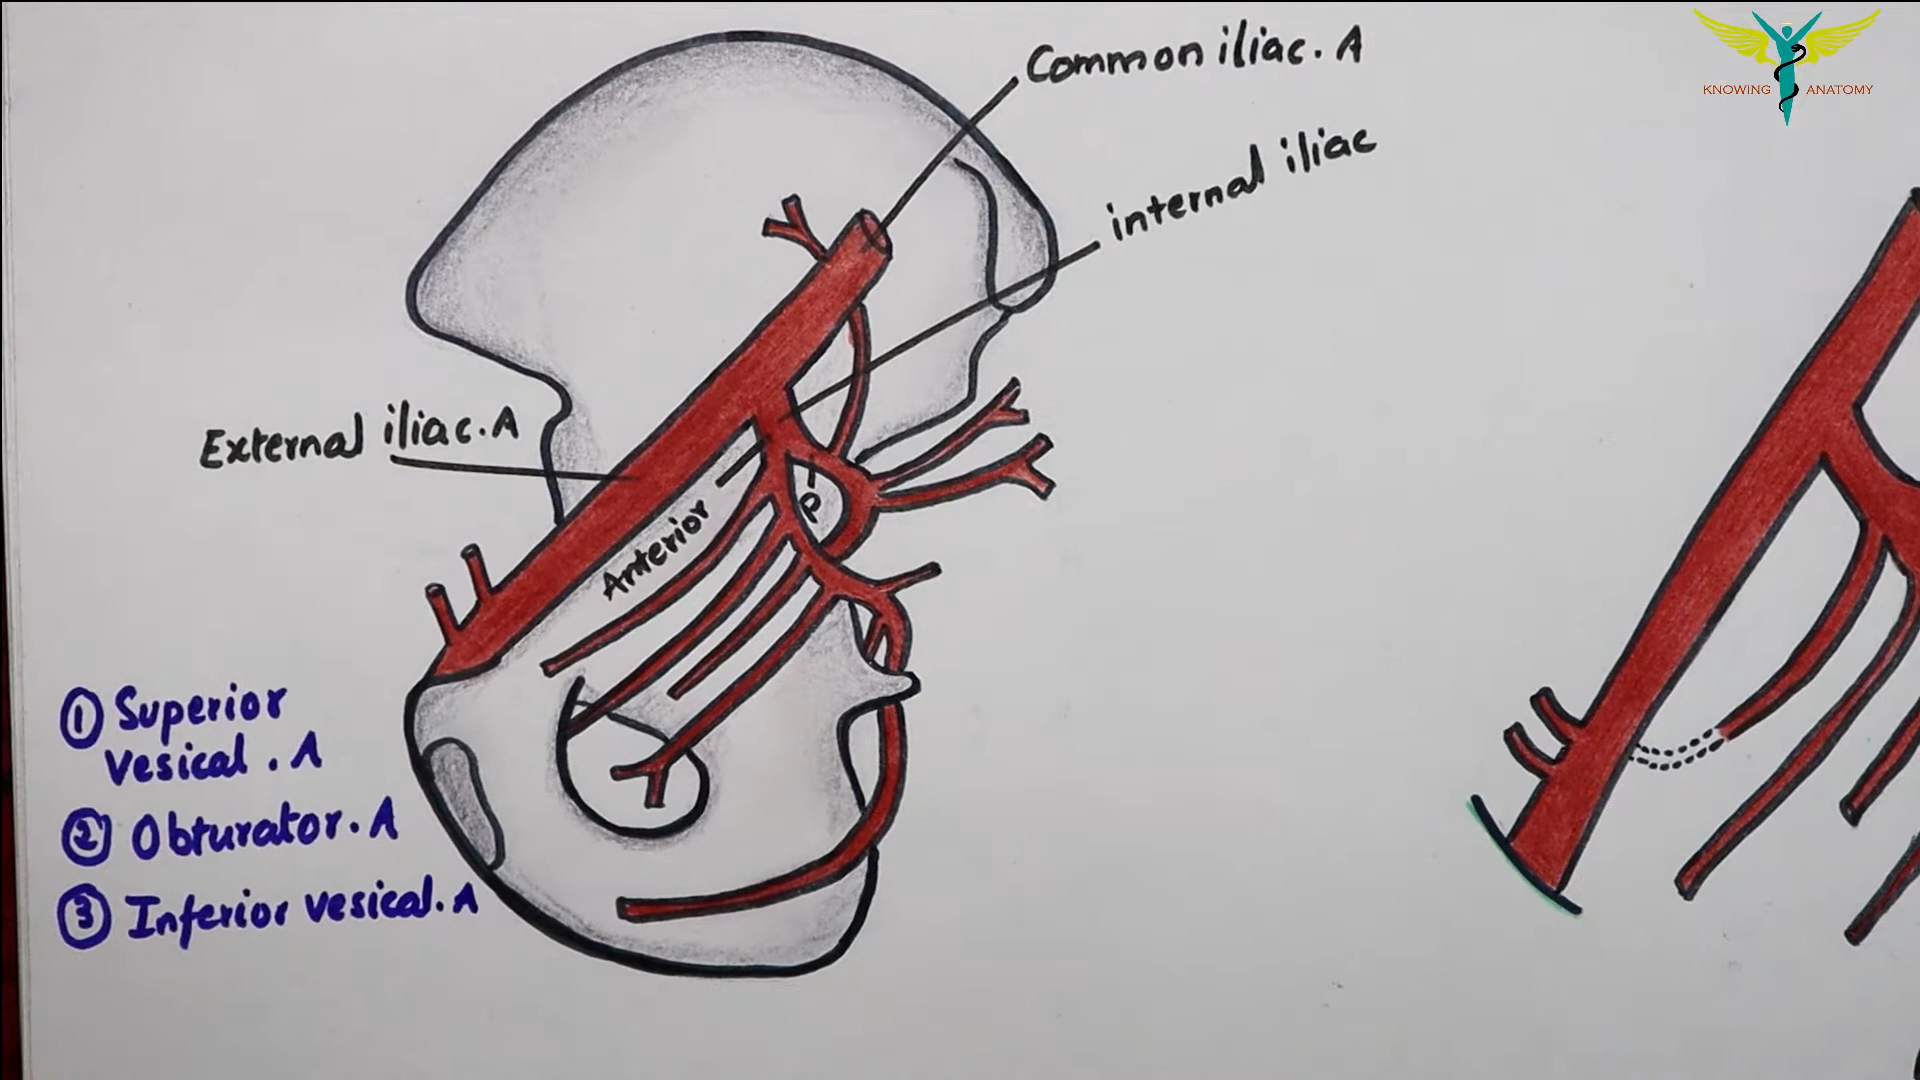 KNOWING ANATOMY
Common iliac. A
internal iliac
External iliac. A
Anterior
P
① Superior
vesical. A
② Obturator. A
③ Inferior vesical. A